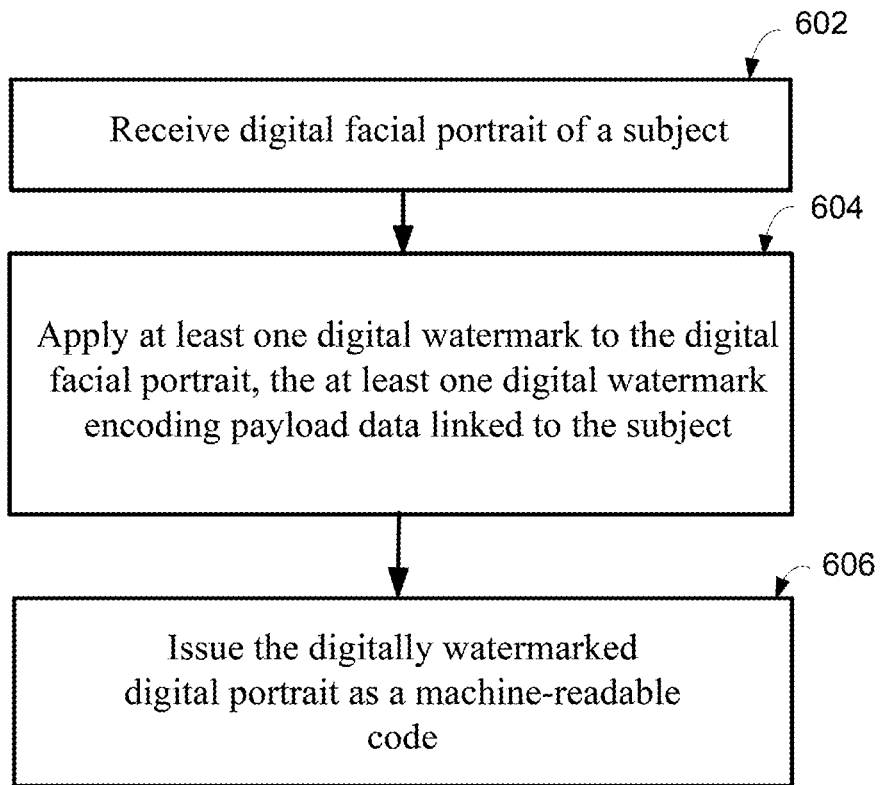 602
Receive digital facial portrait of a subject
604
Apply at least one digital watermark to the digital
facial portrait, the at least one digital watermark
encoding payload data linked to the subject
606
Issue the digitally watermarked
digital portrait as a machine-readable
code